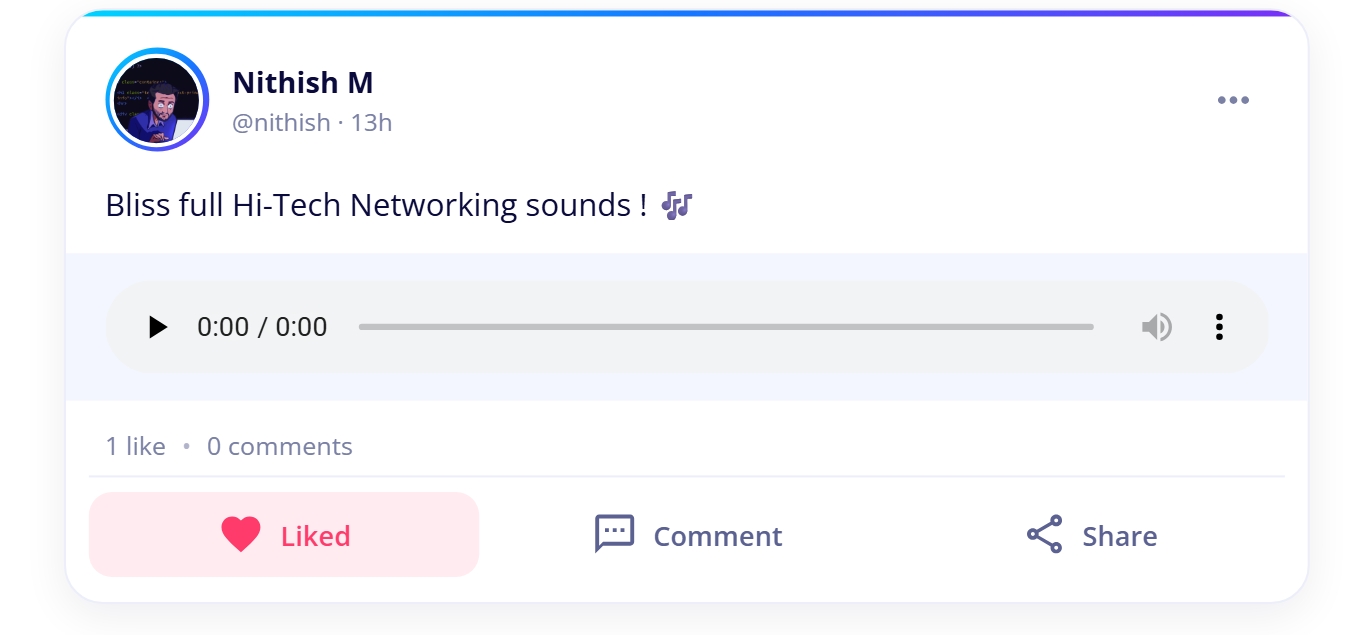 Nithish M
@nithish · 13h
Bliss full Hi-Tech Networking sounds ! 🎶
0:00 / 0:00
1 like • 0 comments
Liked
Comment
Share